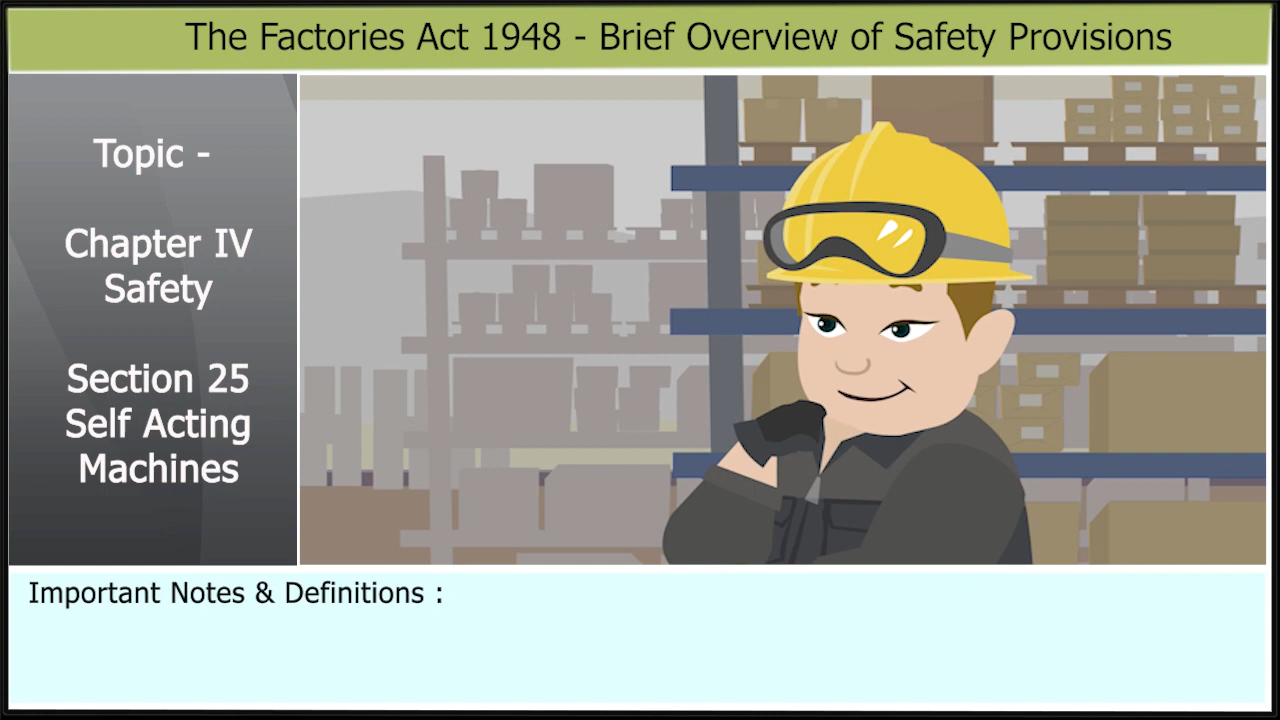 The Factories Act 1948 - Brief Overview of Safety Provisions
Topic -
Chapter IV
Safety
Section 25
Self Acting
Machines
Important Notes & Definitions :